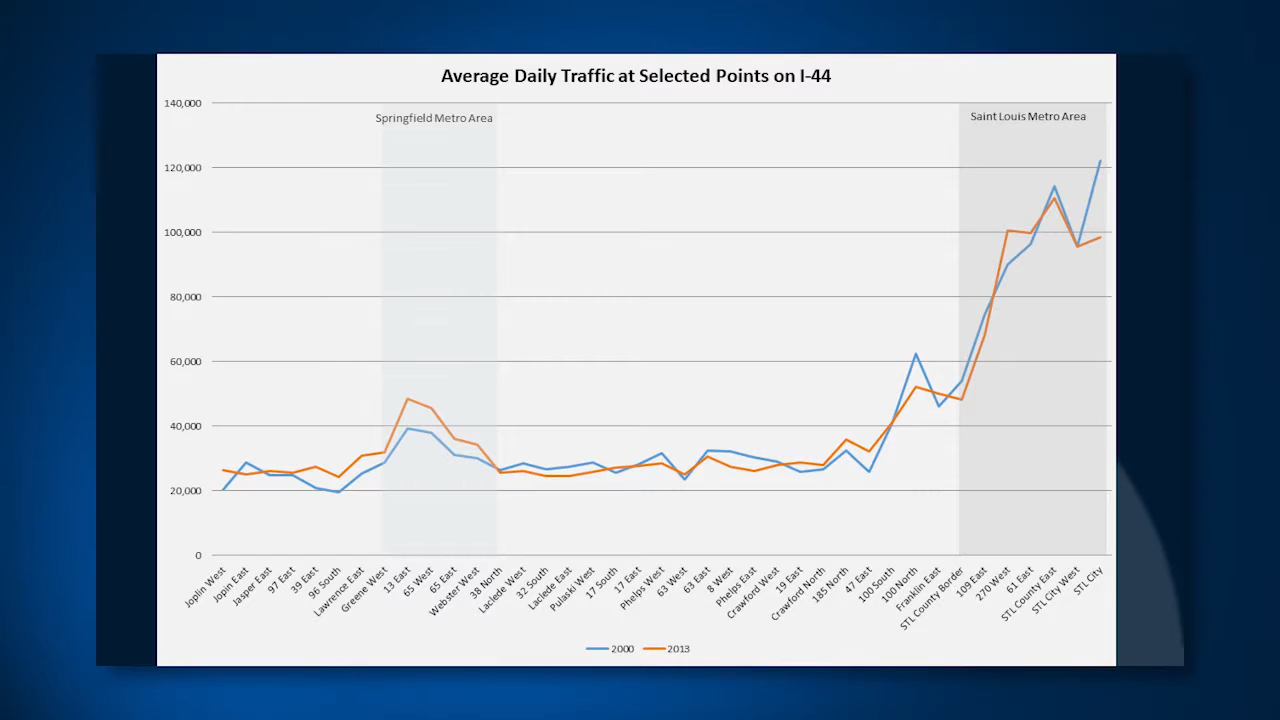 Average Daily Traffic at Selected Points on I-44
140,000
120,000
100,000
80,000
60,000
40,000
20,000
0
Springfield Metro Area
Saint Louis Metro Area
Joplin West
Joplin East
Jasper East
97 East
39 East
96 South
Lawrence East
Greene West
13 East
65 West
65 East
Webster West
38 North
Laclede West
32 South
Laclede East
Pulaski West
17 South
17 East
Phelps West
63 West
63 East
8 West
Phelps East
Crawford West
19 East
Crawford North
185 North
47 East
100 South
100 North
Franklin East
STL County Border
109 East
270 West
61 East
STL County East
STL City West
STL City
2000
2013